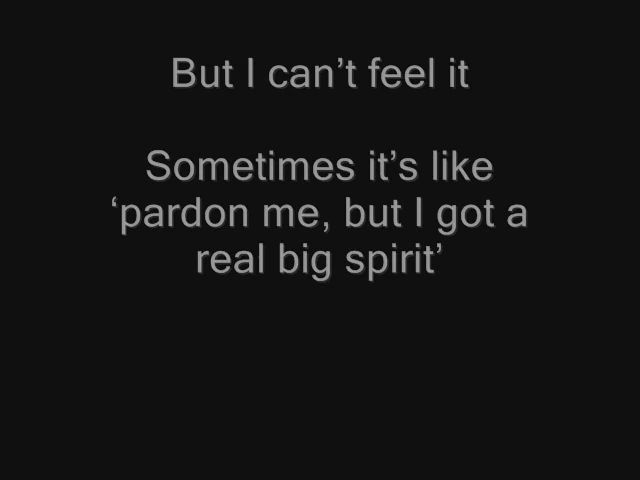 But I can’t feel it
Sometimes it’s like
‘pardon me, but I got a
real big spirit’